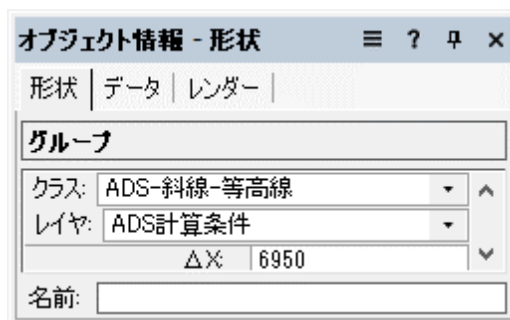 オブジェクト情報 - 形状 ≡ ? ×
形状 データ レンダー
グループ
クラス: ADS-斜線-等高線
レイヤ: ADS計算条件
△X: 6950
名前: